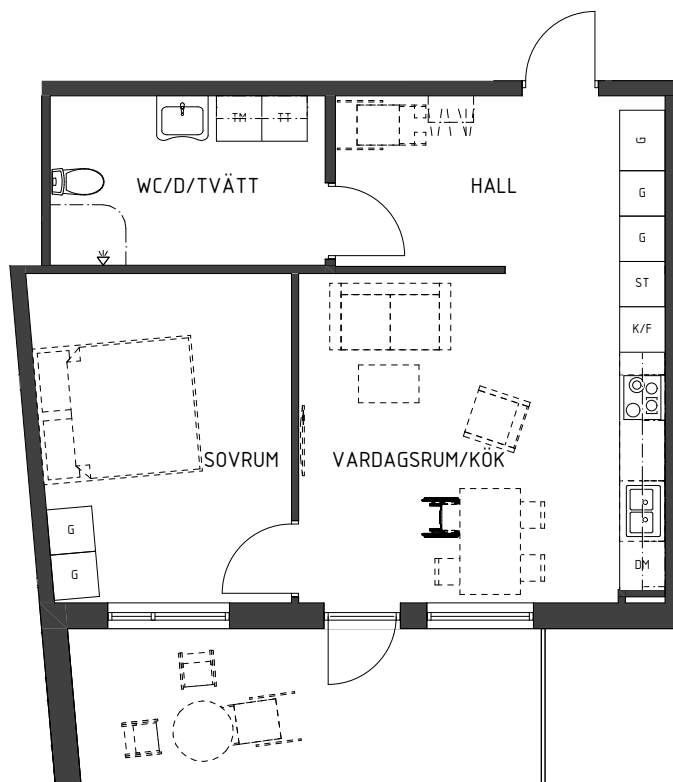 TM TT
G
WC/D/TVÄTT
HALL
G
G
ST
K/F
SOVRUM
VARDAGSRUM/KÖK
G
DM
G